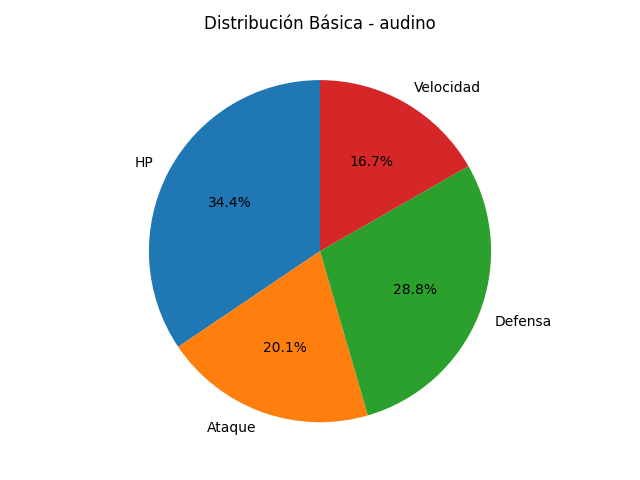 Distribución Básica - audino
Velocidad
HP
16.7%
34.4%
28.8%
Defensa
20.1%
Ataque